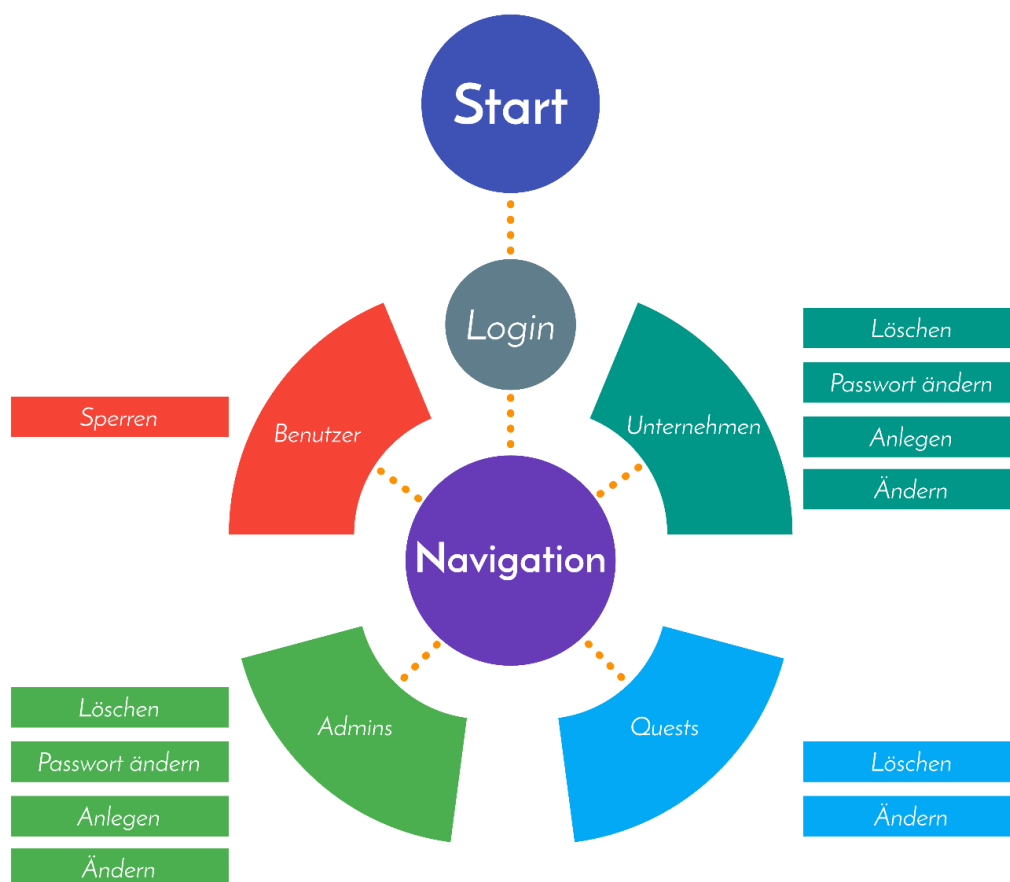 Start
Login
Benutzer
Sperren
Unternehmen
Löschen
Passwort ändern
Anlegen
Ändern
Navigation
Admins
Löschen
Passwort ändern
Anlegen
Ändern
Quests
Löschen
Ändern